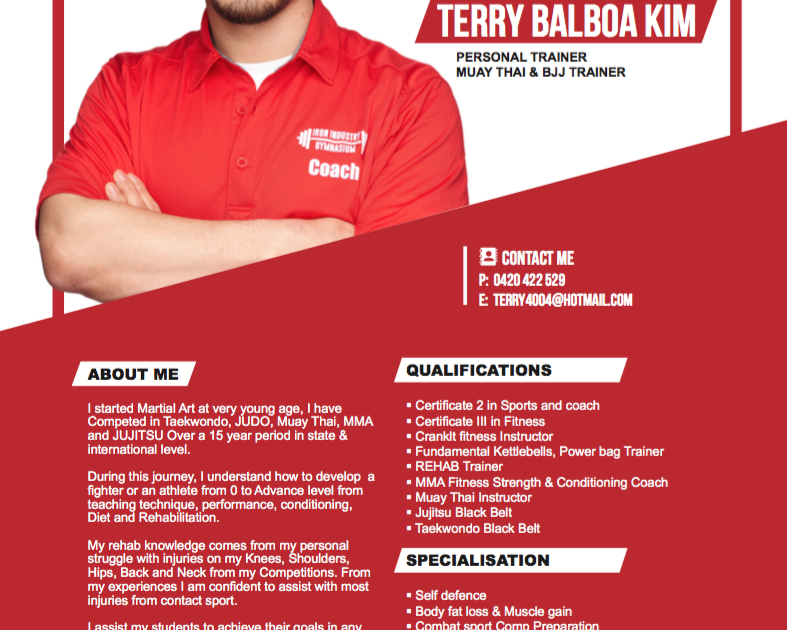 TERRY BALBOA KIM
PERSONAL TRAINER
MUAY THAI & BJJ TRAINER
IRON INDUSTRY
GYMNASIUM
Coach
CONTACT ME
P: 0420 422 529
E: TERRY4004@HOTMAIL.COM
ABOUT ME
I started Martial Art at very young age, I have
Competed in Taekwondo, JUDO, Muay Thai, MMA
and JUJITSU Over a 15 year period in state &
international level.
During this journey, I understand how to develop a
fighter or an athlete from 0 to Advance level from
teaching technique, performance, conditioning,
Diet and Rehabilitation.
My rehab knowledge comes from my personal
struggle with injuries on my Knees, Shoulders,
Hips, Back and Neck from my Competitions. From
my experiences I am confident to assist with most
injuries from contact sport.
I assist my students to achieve their goals in any
QUALIFICATIONS
▪ Certificate 2 in Sports and coach
▪ Certificate III in Fitness
▪ CrankIt fitness Instructor
▪ Fundamental Kettlebells, Power bag Trainer
▪ REHAB Trainer
▪ MMA Fitness Strength & Conditioning Coach
▪ Muay Thai Instructor
▪ Jujitsu Black Belt
▪ Taekwondo Black Belt
SPECIALISATION
▪ Self defence
▪ Body fat loss & Muscle gain
▪ Combat sport Comp Preparation